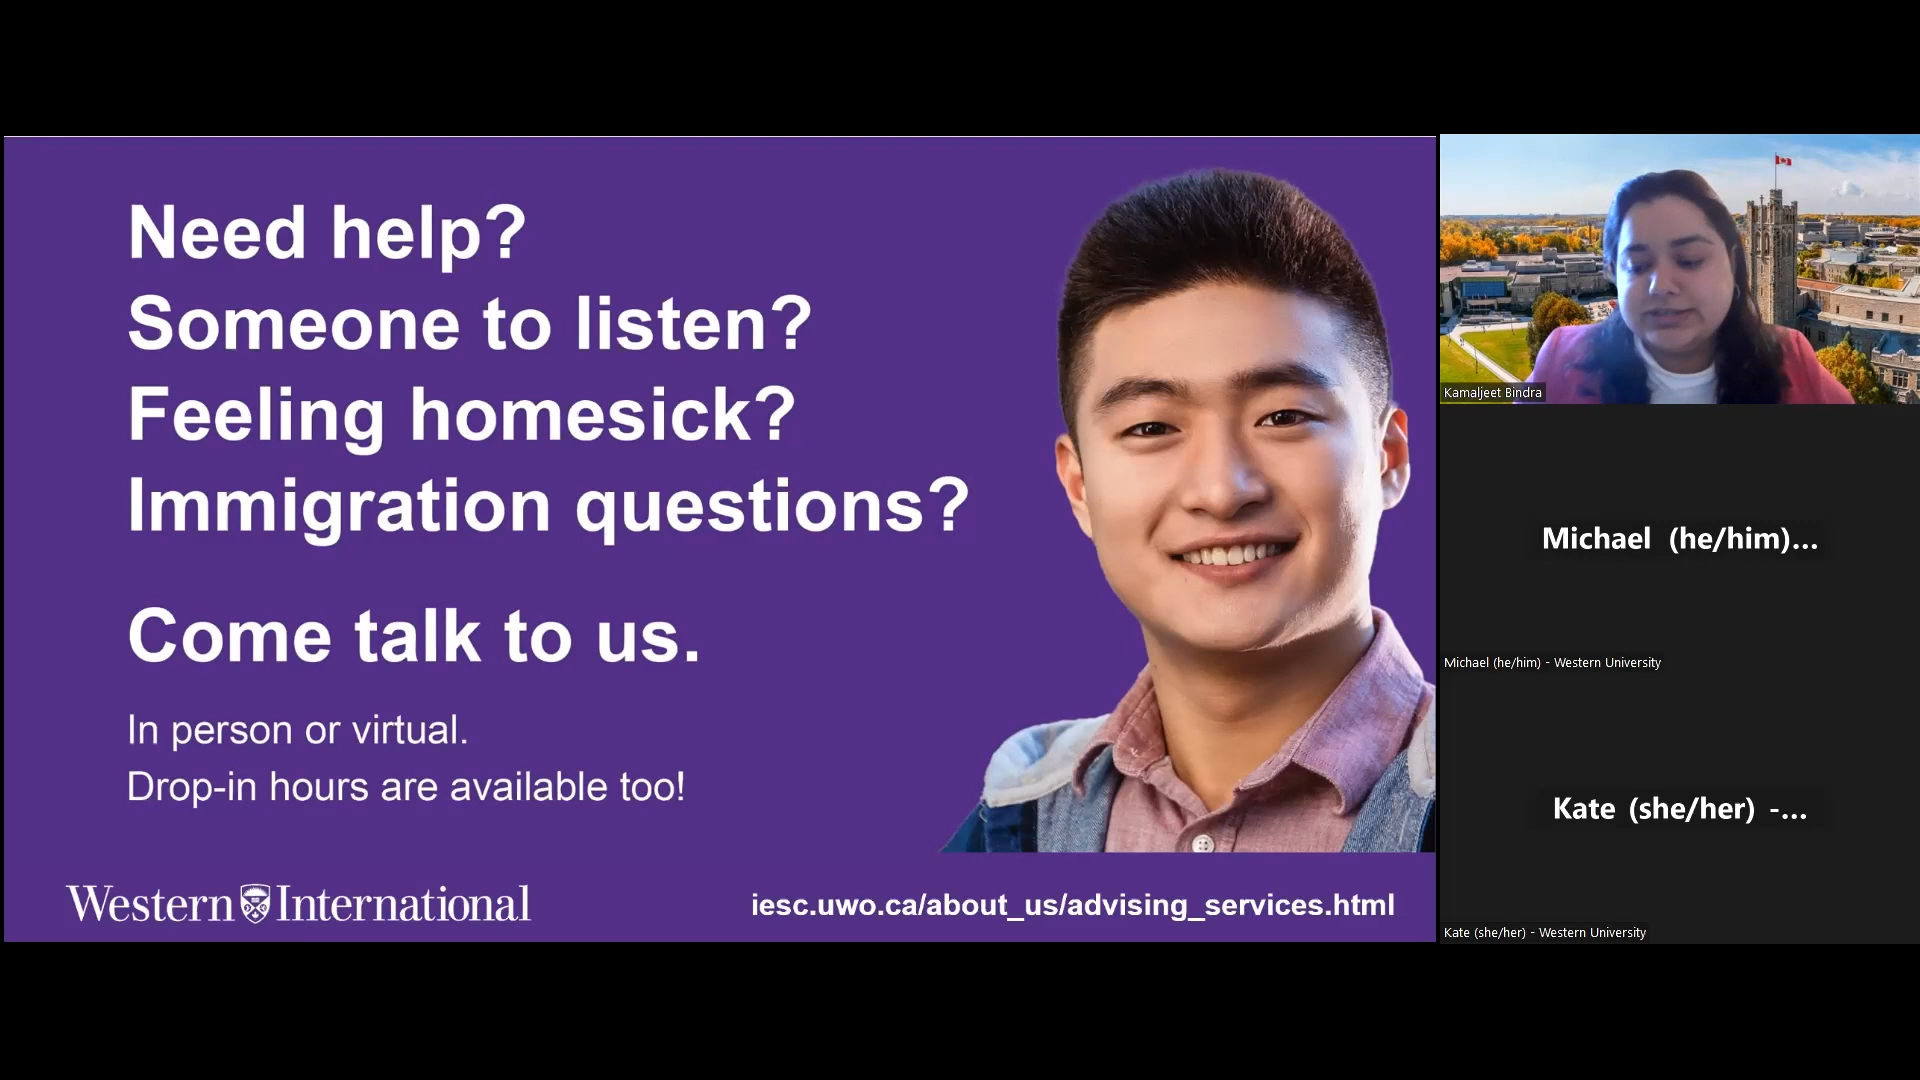 Need help?
Someone to listen?
Feeling homesick?
Immigration questions?
Come talk to us.
In person or virtual.
Drop-in hours are available too!
Western International
iesc.uwo.ca/about_us/advising_services.html
Kamaljeet Bindra
Michael (he/him)...
Michael (he/him) - Western University
Kate (she/her) -...
Kate (she/her) - Western University